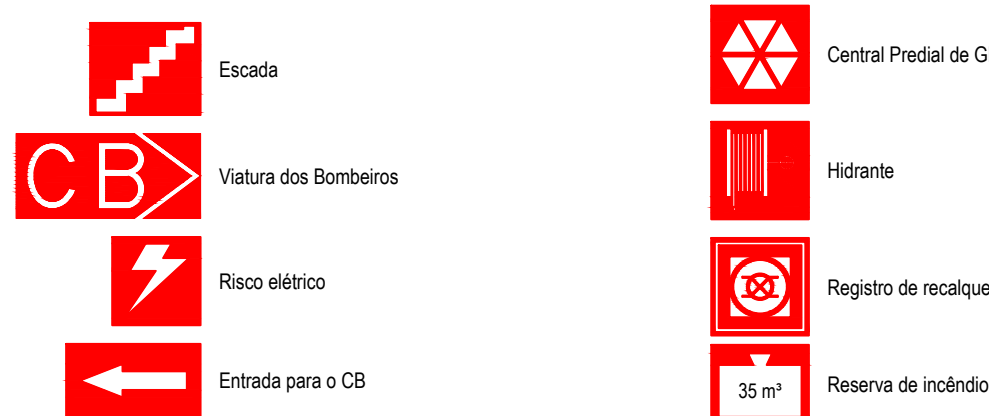 Escada
CB
Viatura dos Bombeiros
Risco elétrico
Entrada para o CB
Central Predial de G
Hidrante
Registro de recalque
35 m³
Reserva de incêndio